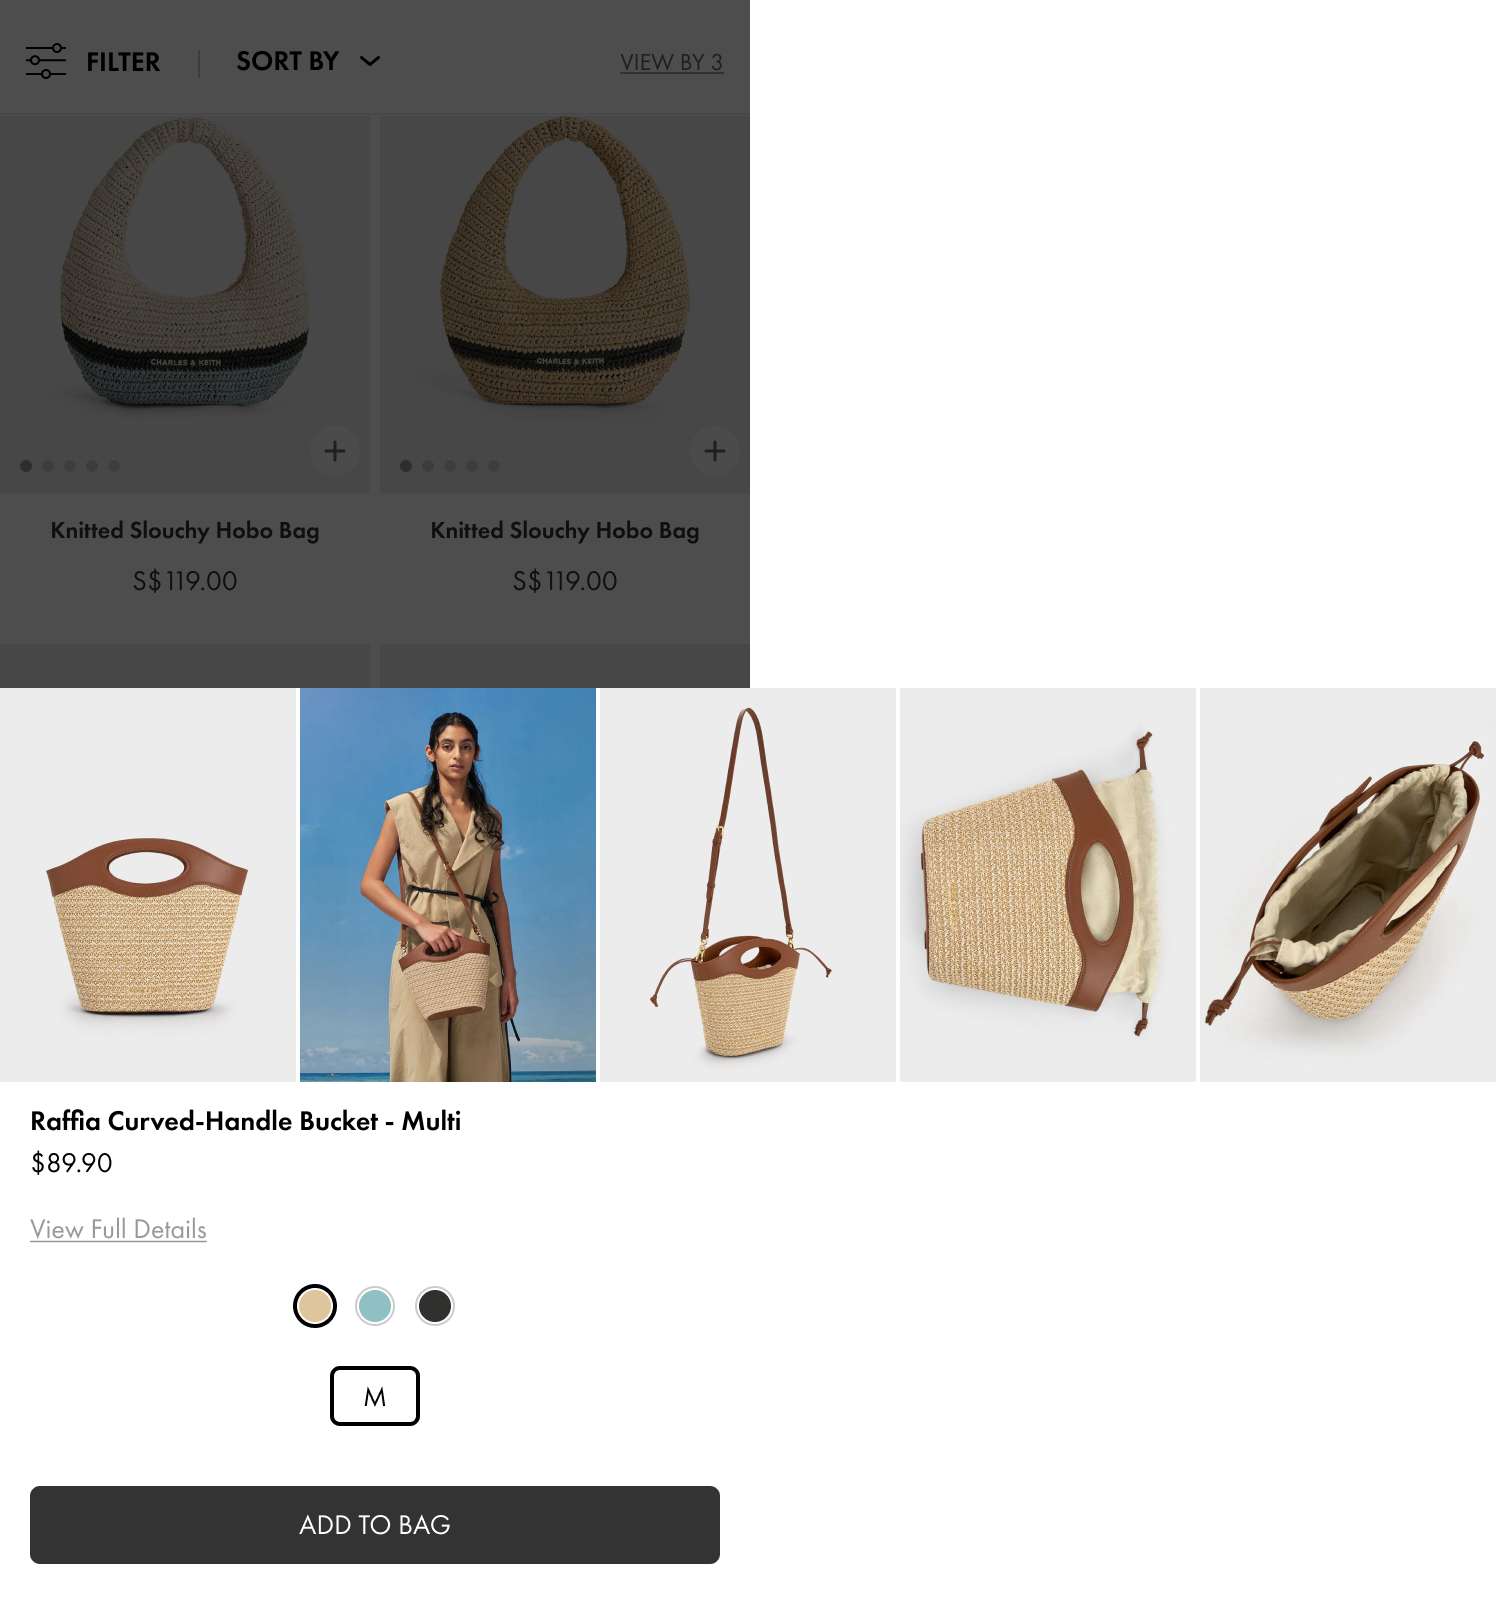 FILTER
SORT BY
VIEW BY 3
CHARLES & KEITH
CHARLES & KEITH
Knitted Slouchy Hobo Bag
Knitted Slouchy Hobo Bag
S$119.00
S$119.00
Raffia Curved-Handle Bucket - Multi
$89.90
View Full Details
M
ADD TO BAG